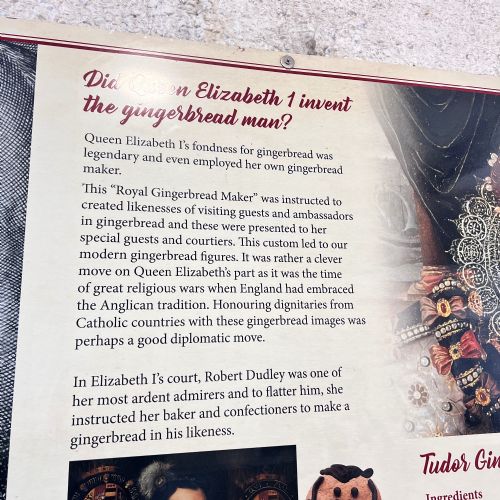 Did Queen Elizabeth 1 invent
the gingerbread man?
Queen Elizabeth I's fondness for gingerbread was
legendary and even employed her own gingerbread
maker.
This "Royal Gingerbread Maker" was instructed to
created likenesses of visiting guests and ambassadors
in gingerbread and these were presented to her
special guests and courtiers. This custom led to our
modern gingerbread figures. It was rather a clever
move on Queen Elizabeth's part as it was the time
of great religious wars when England had embraced
the Anglican tradition. Honouring dignitaries from
Catholic countries with these gingerbread images was
perhaps a good diplomatic move.
In Elizabeth I's court, Robert Dudley was one of
her most ardent admirers and to flatter him, she
instructed her baker and confectioners to make a
gingerbread in his likeness.
Tudor Gin
Ingredients